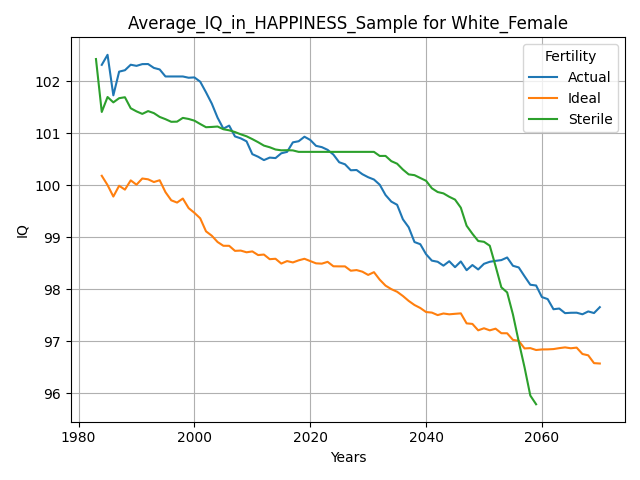 Average_IQ_in_HAPPINESS_Sample for White_Female
Fertility
Actual
Ideal
Sterile
IQ
102
101
100
99
98
97
96
1980
2000
2020
2040
2060
Years